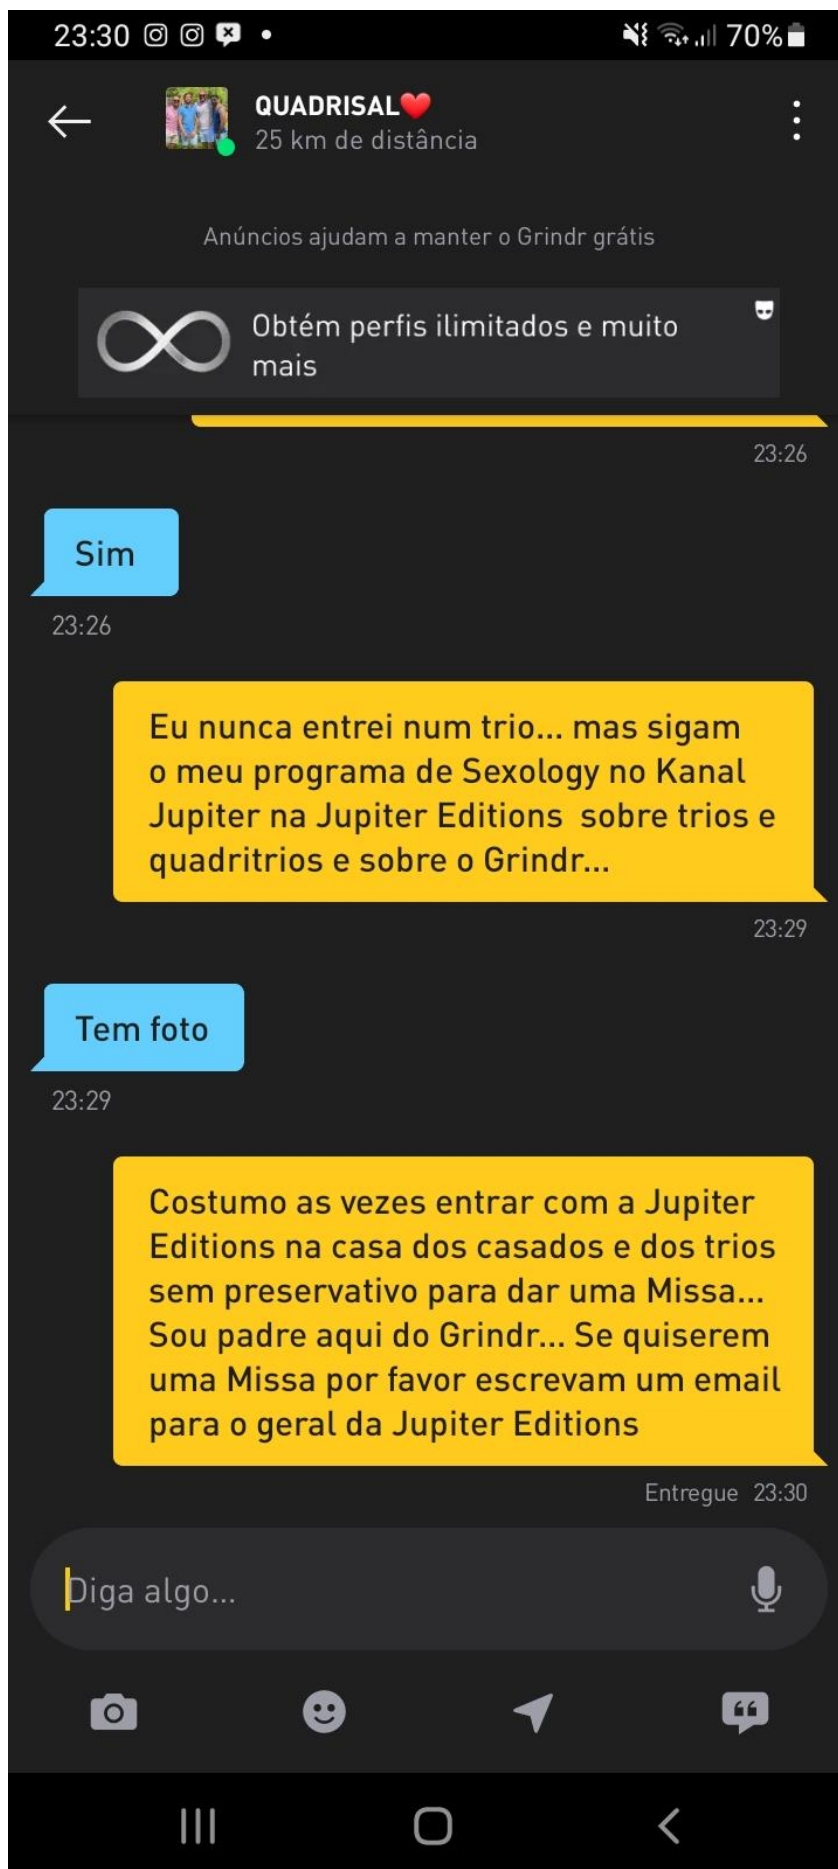 23:30 70%
QUADRISAL❤️
25 km de distância
Anúncios ajudam a manter o Grindr grátis
Obtém perfis ilimitados e muito
mais
23:26
Sim
23:26
Eu nunca entrei num trio... mas sigam
o meu programa de Sexology no Kanal
Jupiter na Jupiter Editions sobre trios e
quadritrios e sobre o Grindr...
23:29
Tem foto
23:29
Costumo as vezes entrar com a Jupiter
Editions na casa dos casados e dos trios
sem preservativo para dar uma Missa...
Sou padre aqui do Grindr... Se quiserem
uma Missa por favor escrevam um email
para o geral da Jupiter Editions
Entregue 23:30
Diga algo...